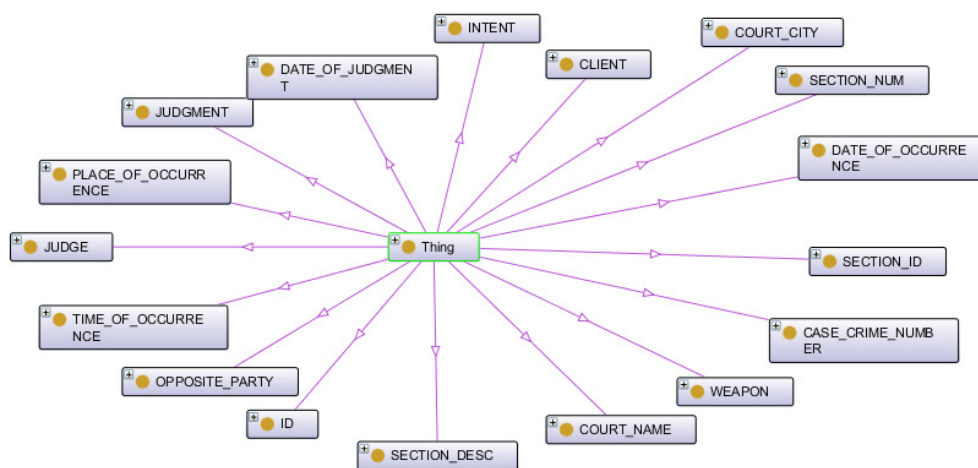 INTENT
COURT_CITY
CLIENT
DATE_OF_JUDGMEN
T
SECTION_NUM
JUDGMENT
DATE_OF_OCCURRE
NCE
PLACE_OF_OCCURR
ENCE
JUDGE
Thing
SECTION_ID
TIME_OF_OCCURRE
NCE
CASE_CRIME_NUMB
ER
OPPOSITE_PARTY
WEAPON
ID
COURT_NAME
SECTION_DESC